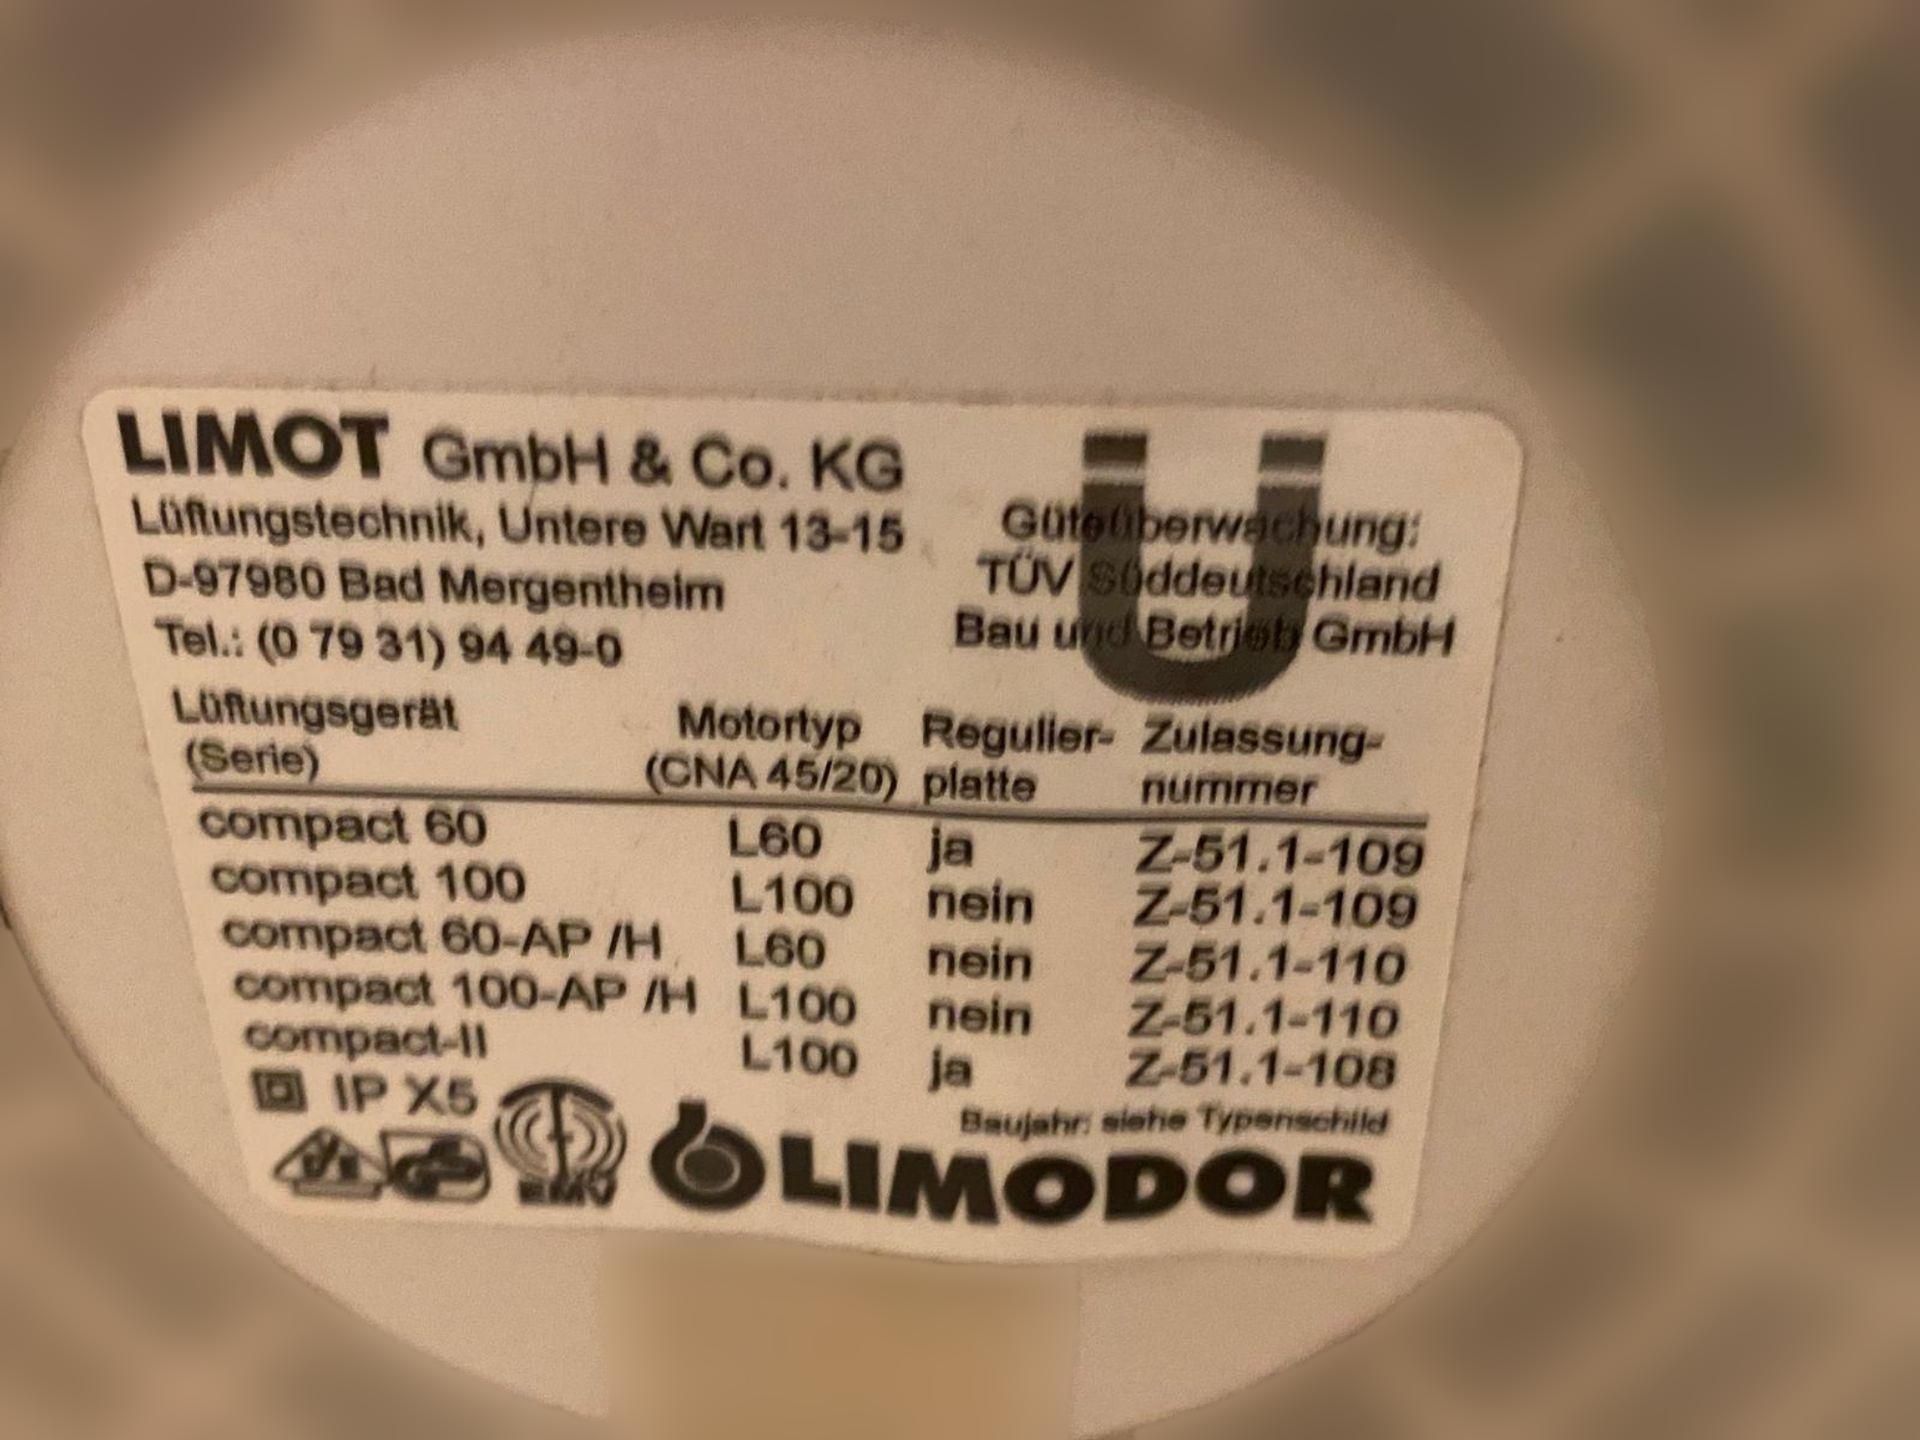 LIMOT GmbH & Co. KG
Lüftungstechnik, Untere Wart 13-15
D-97980 Bad Mergentheim
Tel.: (0 79 31) 94 49-0
Ü
Güteüberwachung:
TÜV Süddeutschland
Bau und Betrieb GmbH
Lüftungsgerät Motortyp Regulier- Zulassung-
(Serie) (CNA 45/20) platte nummer
compact 60 L60 ja Z-51.1-109
compact 100 L100 nein Z-51.1-109
compact 60-AP /H L60 nein Z-51.1-110
compact 100-AP /H L100 nein Z-51.1-110
compact-II L100 ja Z-51.1-108
IP X5
Baujahr: siehe Typenschild
EMV
LIMODOR